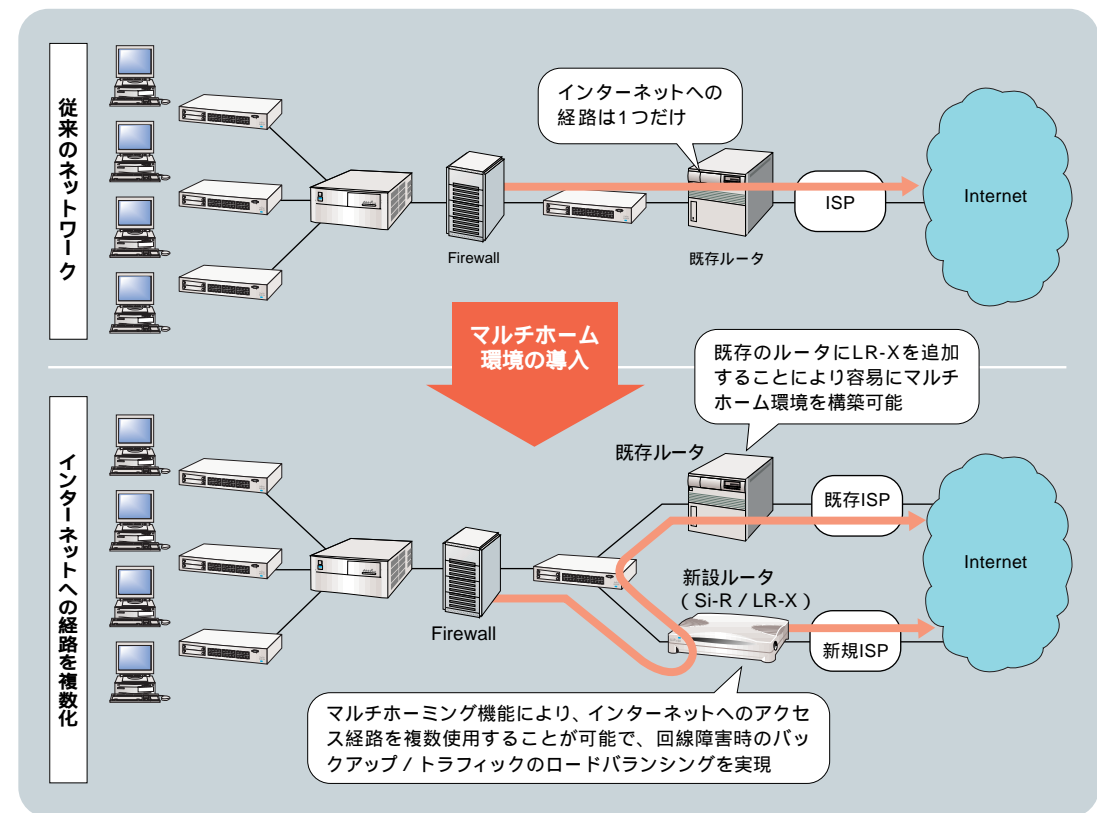 従来のネットワーク
インターネットへの
経路は1つだけ
Firewall
既存ルータ
ISP
Internet
マルチホーム
環境の導入
既存のルータにLR-Xを追加
することにより容易にマルチ
ホーム環境を構築可能
インターネットへの経路を複数化
既存ルータ
既存ISP
Internet
新設ルータ
（Si-R / LR-X）
Firewall
新規ISP
マルチホーミング機能により、インターネットへのアクセ
ス経路を複数使用することが可能で、回線障害時のバッ
クアップ / トラフィックのロードバランシングを実現